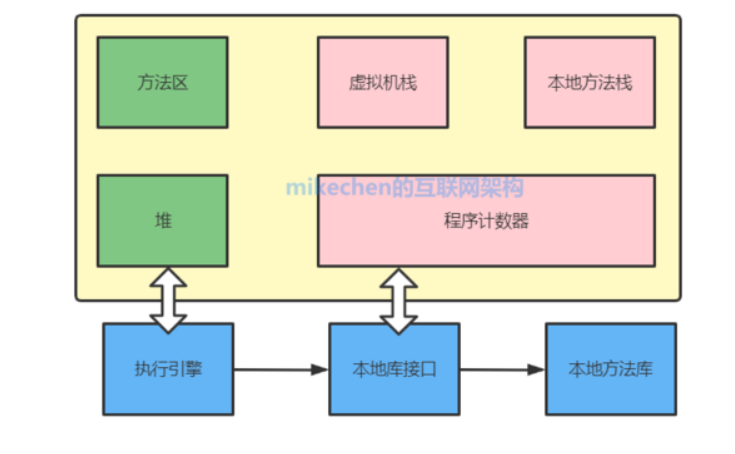 方法区
虚拟机栈
本地方法栈
mikechen的互联网架构
堆
程序计数器
执行引擎
本地库接口
本地方法库